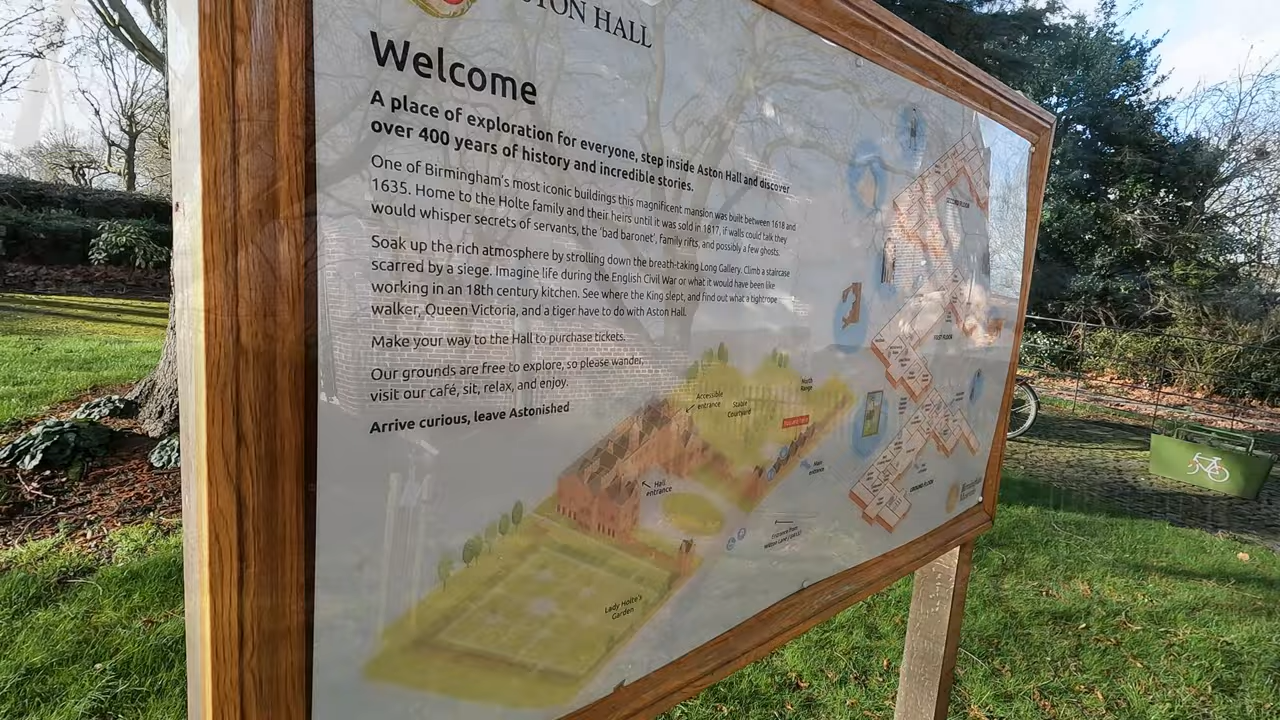 STON HALL
Welcome
A place of exploration for everyone, step inside Aston Hall and discover
over 400 years of history and incredible stories.
One of Birmingham's most iconic buildings this magnificent mansion was built between 1618 and
1635. Home to the Holte family and their heirs until it was sold in 1817, if walls could talk they
would whisper secrets of servants, the 'bad baronet', family rifts, and possibly a few ghosts.
Soak up the rich atmosphere by strolling down the breath-taking Long Gallery. Climb a staircase
scarred by a siege. Imagine life during the English Civil War or what it would have been like
working in an 18th century kitchen. See where the King slept, and find out what a tightrope
walker, Queen Victoria, and a tiger have to do with Aston Hall.
Make your way to the Hall to purchase tickets.
Our grounds are free to explore, so please wander,
visit our café, sit, relax, and enjoy.
Arrive curious, leave Astonished
North
Range
Accessible
entrance
Stable
Courtyard
Main
entrance
Hall
entrance
Lady Holte's
Garden
SECOND FLOOR
FIRST FLOOR
GROUND FLOOR
Birmingham
Museums